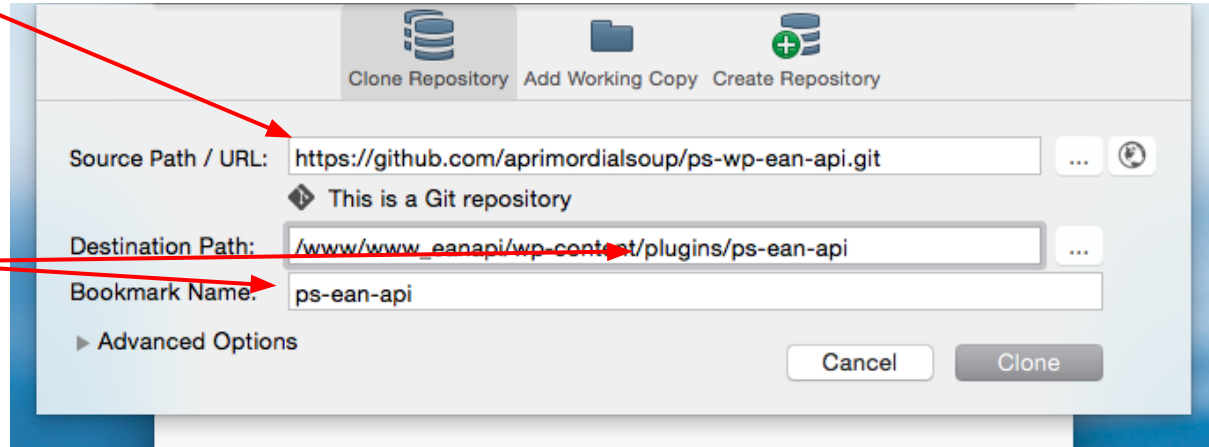 Clone Repository Add Working Copy Create Repository
Source Path / URL: https://github.com/aprimordialsoup/ps-wp-ean-api.git ...
This is a Git repository
Destination Path: /www/www_eanapi/wp-content/plugins/ps-ean-api ...
Bookmark Name: ps-ean-api
Advanced Options
Cancel Clone